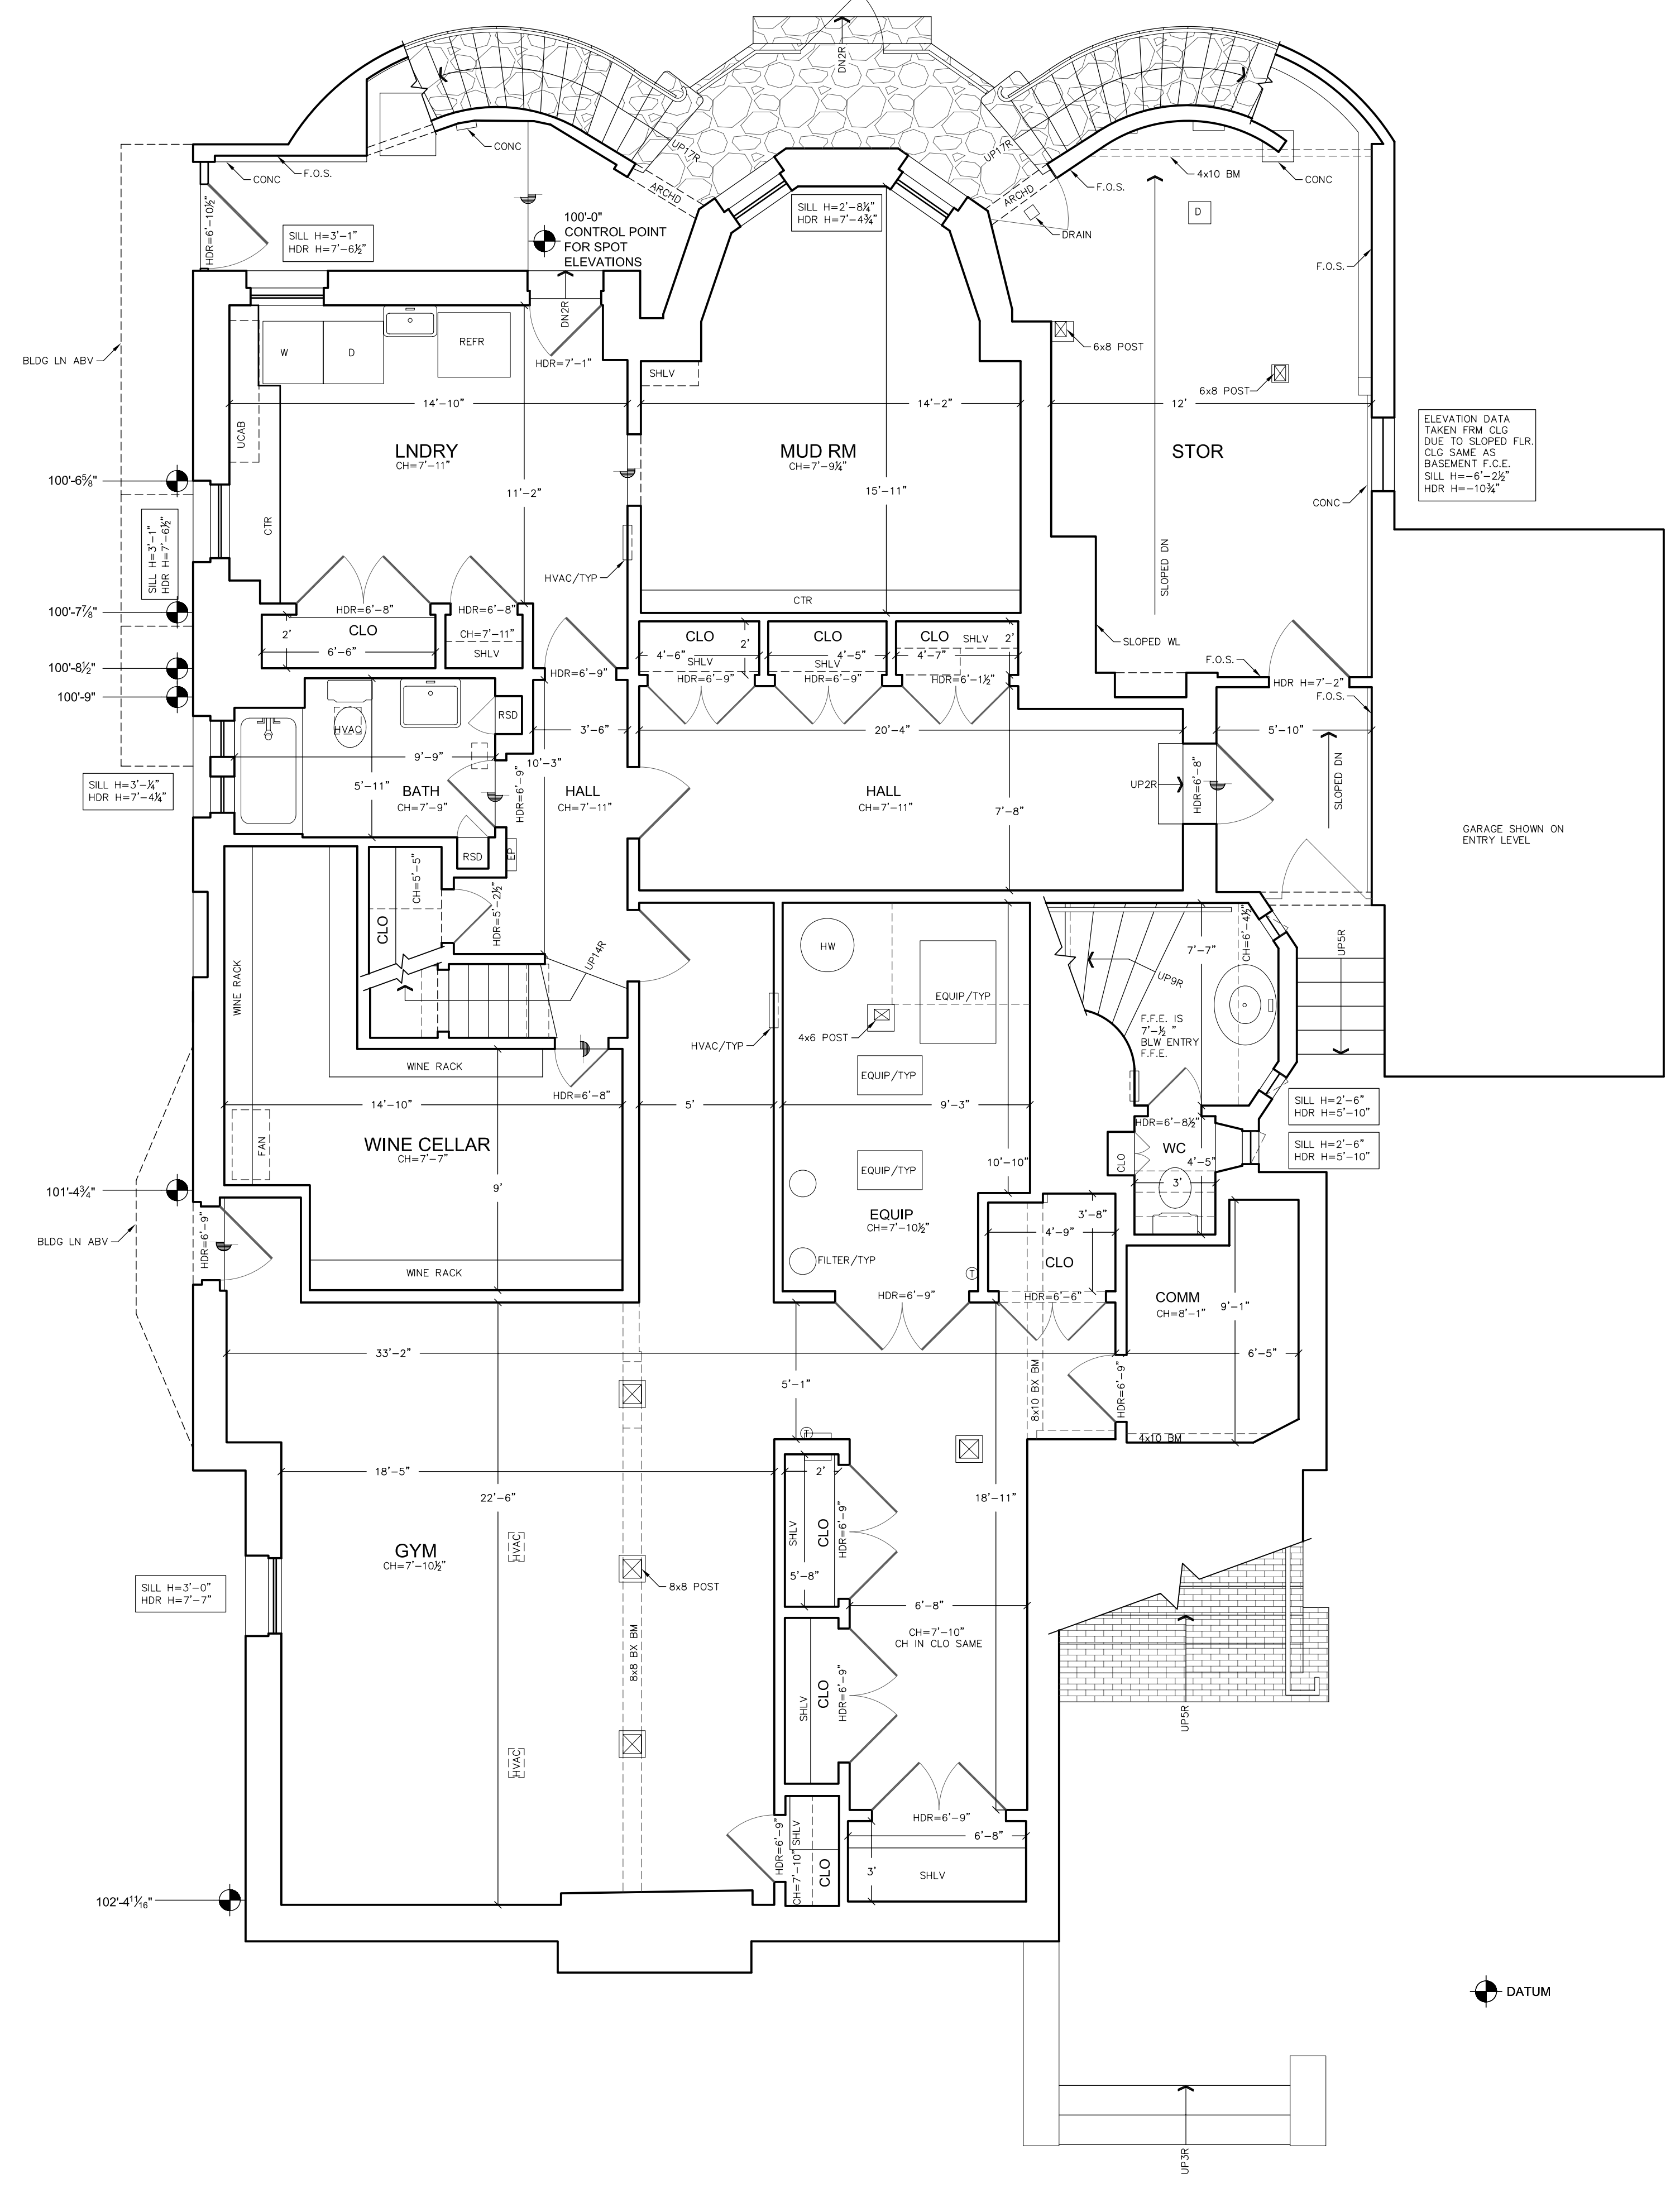 DN2R
CONC
UP17R
UP17R
F.O.S.
CONC
ARCHD
ARCHD
F.O.S.
4x10 BM
CONC
HDR=6'-10½"
SILL H=3'-1"
HDR H=7'-6½"
100'-0"
CONTROL POINT
FOR SPOT
ELEVATIONS
SILL H=2'-8¼"
HDR H=7'-4¾"
D
DRAIN
F.O.S.
DN2R
W
D
REFR
HDR=7'-1"
BLDG LN ABV
SHLV
6x8 POST
6x8 POST
14'-10"
14'-2"
12'
UCAB
LNDRY
CH=7'-11"
MUD RM
CH=7'-9¼"
STOR
ELEVATION DATA
TAKEN FRM CLG
DUE TO SLOPED FLR.
CLG SAME AS
BASEMENT F.C.E.
SILL H=-6'-2½"
HDR H=-10¾"
100'-6⅝"
11'-2"
15'-11"
CONC
SILL H=3'-1"
HDR H=7'-6½"
CTR
HVAC/TYP
SLOPED DN
CTR
100'-7⅞"
HDR=6'-8"
HDR=6'-8"
2'
CLO
6'-6"
CH=7'-11"
SHLV
CLO
2'
4'-6"
SHLV
HDR=6'-9"
CLO
4'-5"
SHLV
HDR=6'-9"
CLO
SHLV
2'
4'-7"
HDR=6'-1½"
SLOPED WL
F.O.S.
100'-8½"
HDR=6'-9"
HDR H=7'-2"
F.O.S.
100'-9"
HVAC
RSD
3'-6"
20'-4"
5'-10"
9'-9"
10'-3"
SILL H=3'-¼"
HDR H=7'-4¼"
5'-11"
BATH
CH=7'-9"
HDR=6'-9"
HALL
CH=7'-11"
HALL
CH=7'-11"
7'-8"
UP2R
HDR=6'-8"
SLOPED DN
GARAGE SHOWN ON
ENTRY LEVEL
RSD
EP
CH=5'-5"
CLO
HDR=5'-2½"
UP14R
HW
EQUIP/TYP
7'-7"
CH=6'-4½"
UP9R
UP5R
WINE RACK
4x6 POST
HVAC/TYP
F.F.E. IS
7'-½ "
BLW ENTRY
F.F.E.
WINE RACK
EQUIP/TYP
HDR=6'-8"
14'-10"
5'
9'-3"
SILL H=2'-6"
HDR H=5'-10"
HDR=6'-8½"
FAN
WINE CELLAR
CH=7'-7"
SILL H=2'-6"
HDR H=5'-10"
WC
CLO
4'-5"
3'
10'-10"
EQUIP/TYP
101'-4¾"
9'
EQUIP
CH=7'-10½"
3'-8"
4'-9"
BLDG LN ABV
HDR=6'-9"
FILTER/TYP
T
CLO
WINE RACK
HDR=6'-9"
HDR=6'-6"
COMM
CH=8'-1"
9'-1"
33'-2"
6'-5"
5'-1"
8x10 BX BM
HDR=6'-9"
T
4x10 BM
18'-5"
2'
22'-6"
18'-11"
SHLV
CLO
HDR=6'-9"
GYM
CH=7'-10½"
HVAC
5'-8"
8x8 POST
SILL H=3'-0"
HDR H=7'-7"
6'-8"
CH=7'-10"
CH IN CLO SAME
8x8 BX BM
SHLV
CLO
HDR=6'-9"
UP5R
HVAC
HDR=6'-9"
HDR=6'-9"
SHLV
CH=7'-10"
CLO
6'-8"
3'
SHLV
102'-4¹¹⁄₁₆"
DATUM
UP3R